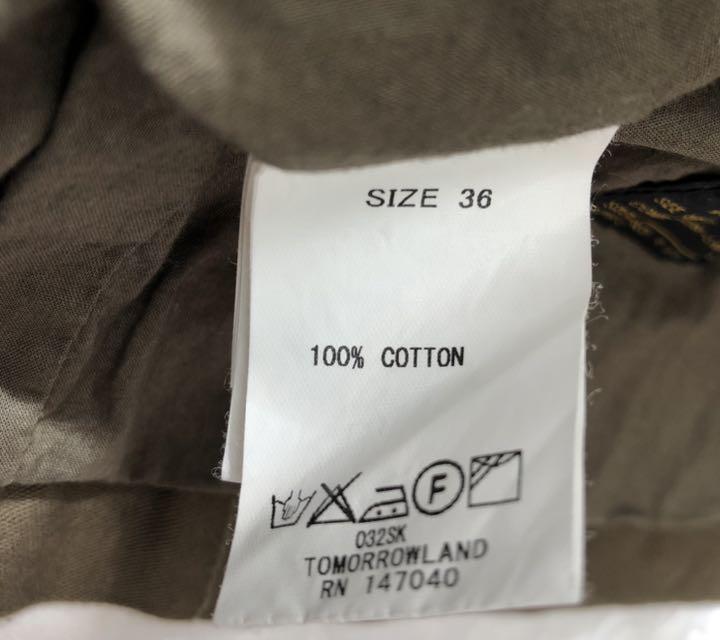 SIZE 36
100% COTTON
F
032SK
TOMORROWLAND
RN 147040